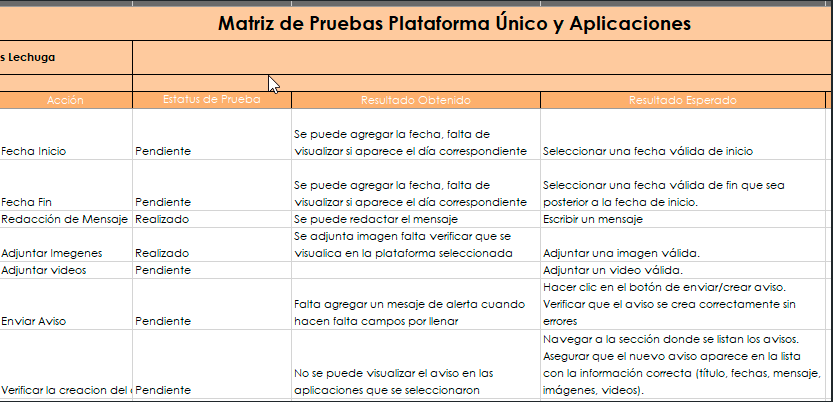 Matriz de Pruebas Plataforma Único y Aplicaciones
s Lechuga
Acción Estatus de Prueba Resultado Obtenido Resultado Esperado
Se puede agregar la fecha, falta de
Fecha Inicio Pendiente visualizar si aparece el día correspondiente Seleccionar una fecha válida de inicio
Se puede agregar la fecha, falta de Seleccionar una fecha válida de fin que sea
Fecha Fin Pendiente visualizar si aparece el día correspondiente posterior a la fecha de inicio.
Redacción de Mensaje Realizado Se puede redactar el mensaje Escribir un mensaje
Se adjunta imagen falta verificar que se
Adjuntar Imegenes Realizado visualica en la plataforma seleccionada Adjuntar una imagen válida.
Adjuntar videos Pendiente Adjuntar un video válida.
Hacer clic en el botón de enviar/crear aviso.
Falta agregar un mesaje de alerta cuando Verificar que el aviso se crea correctamente sin
Enviar Aviso Pendiente hacen falta campos por llenar errores
Navegar a la sección donde se listan los avisos.
Asegurar que el nuevo aviso aparece en la lista
No se puede visualizar el aviso en las con la información correcta (título, fechas, mensaje,
Verificar la creacion del Pendiente aplicaciones que se seleccionaron imágenes, videos).